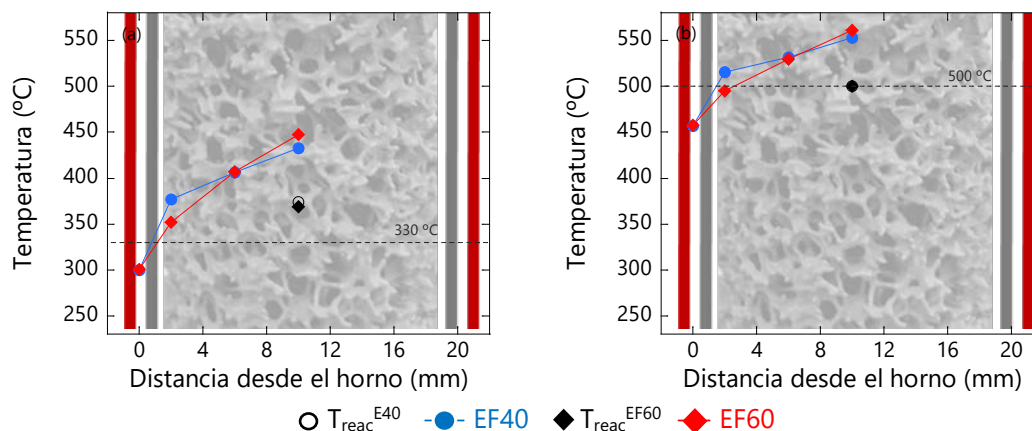 (a)
Temperatura (ºC)
550
500
450
400
350
300
250
330 ºC
0 4 8 12 16 20
Distancia desde el horno (mm)
(b)
Temperatura (ºC)
550
500
450
400
350
300
250
500 ºC
0 4 8 12 16 20
Distancia desde el horno (mm)
T_reac^E40 EF40 T_reac^EF60 EF60